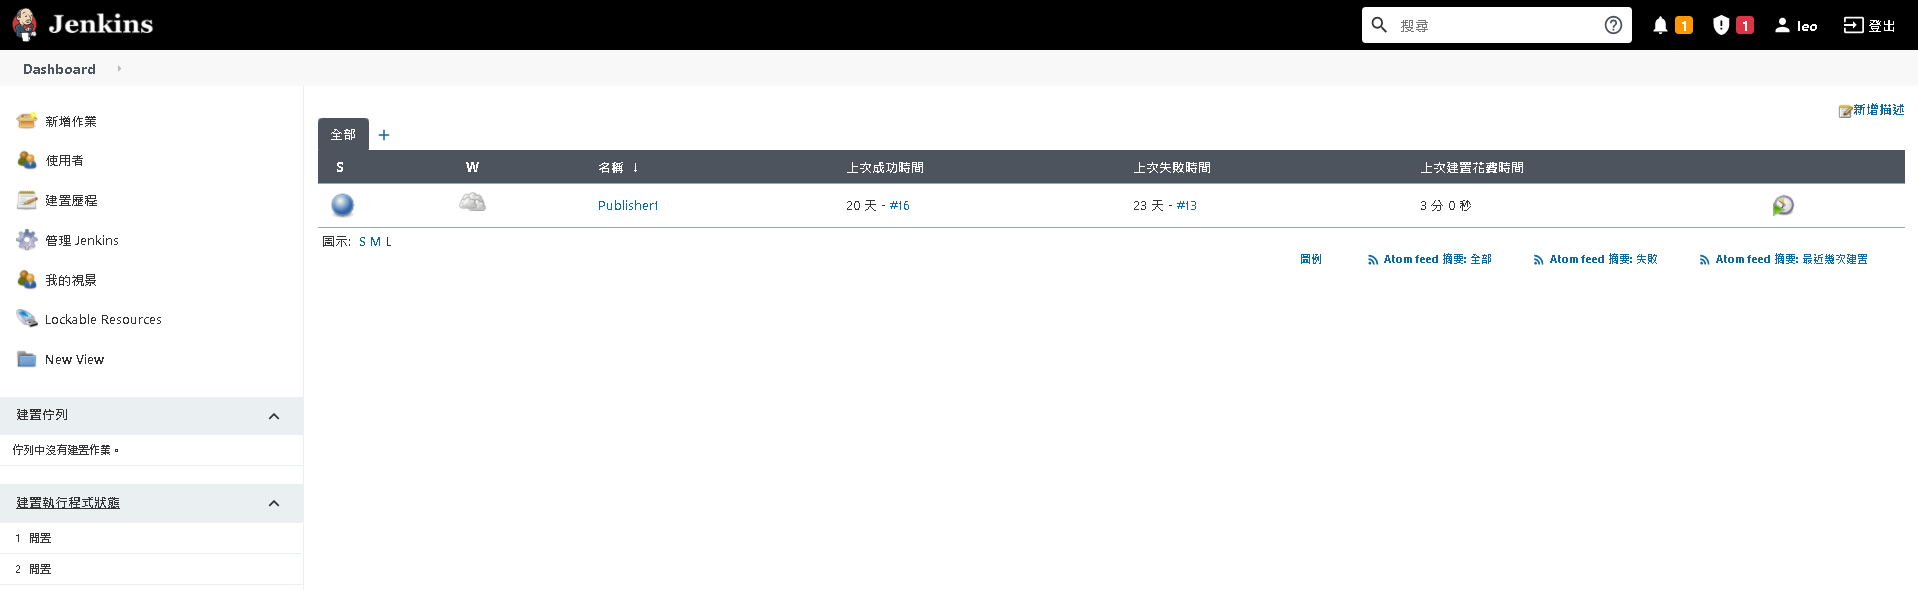 Jenkins
搜尋
1
1
leo
登出
Dashboard
新增作業
使用者
建置歷程
管理 Jenkins
我的視景
Lockable Resources
New View
建置佇列
佇列中沒有建置作業。
建置執行程式狀態
1 閒置
2 閒置
新增描述
全部 +
S W 名稱 ↓ 上次成功時間 上次失敗時間 上次建置花費時間
Publisher1 20 天 - #16 23 天 - #13 3 分 0 秒
圖示: S M L
圖例 Atom feed 摘要: 全部 Atom feed 摘要: 失敗 Atom feed 摘要: 最近幾次建置